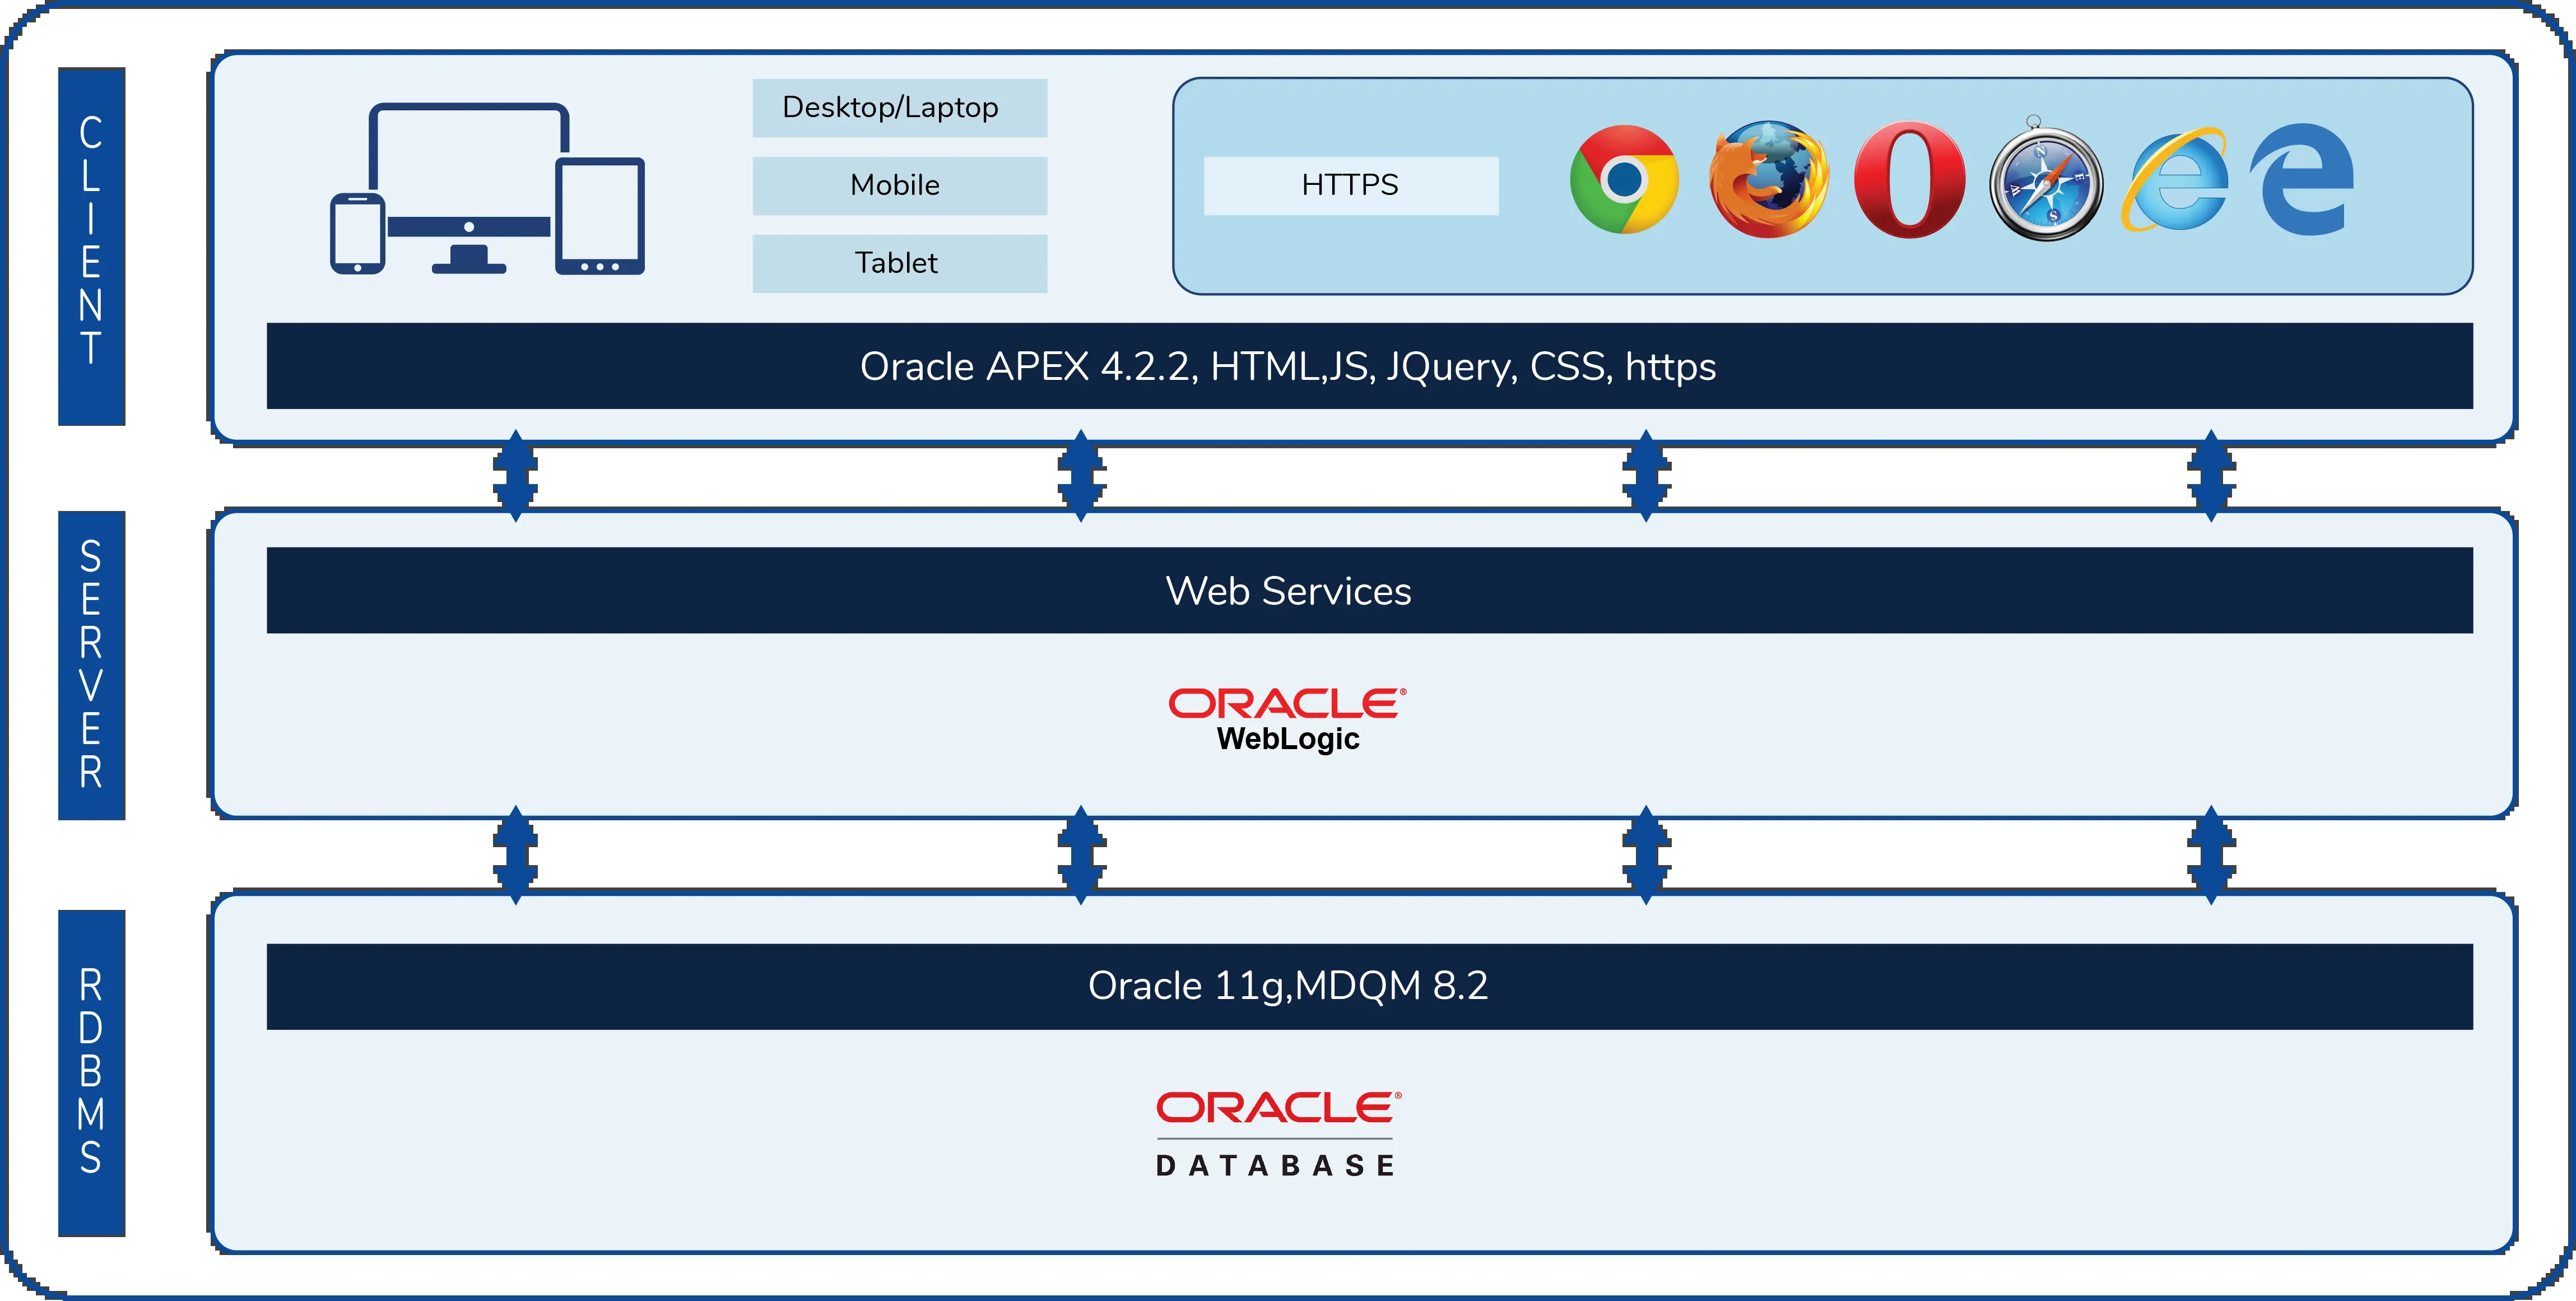 CLIENT
Desktop/Laptop
Mobile
Tablet
HTTPS
Oracle APEX 4.2.2, HTML,JS, JQuery, CSS, https
SERVER
Web Services
ORACLE®
WebLogic
RDBMS
Oracle 11g,MDQM 8.2
ORACLE®
DATABASE